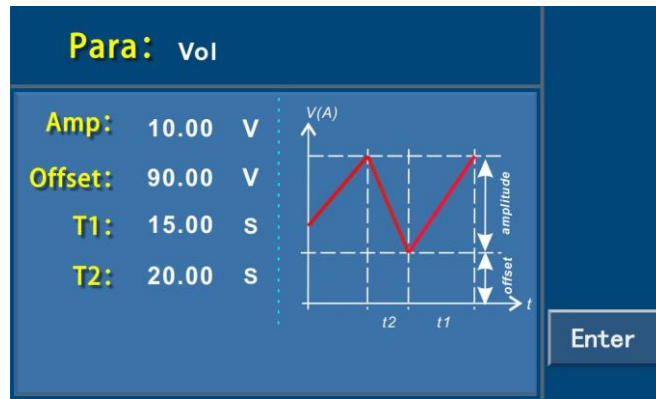 Para: Vol
Amp: 10.00 V
Offset: 90.00 V
T1: 15.00 S
T2: 20.00 S
V(A)
amplitude
offset
t
t2 t1
Enter